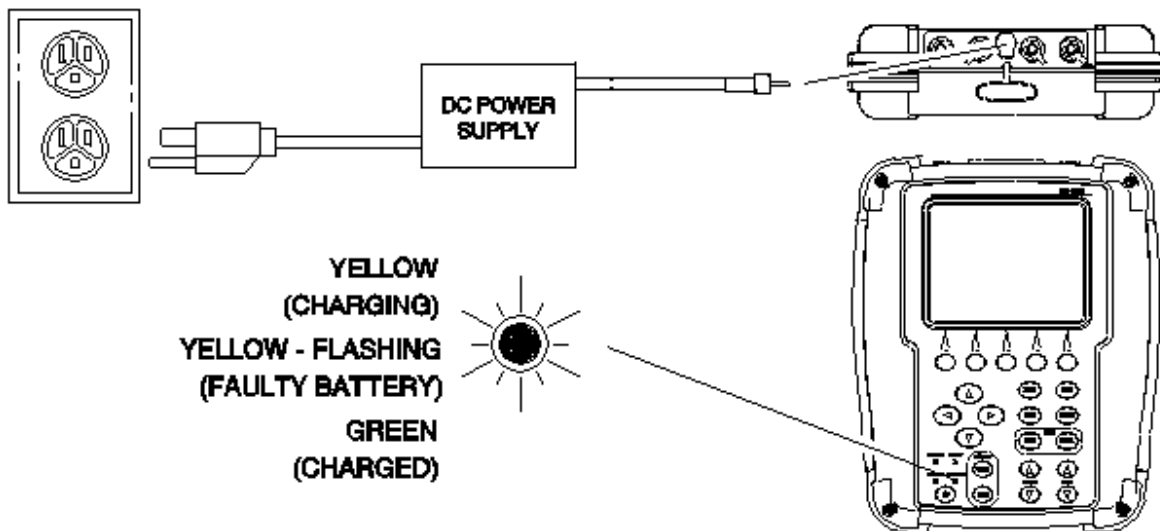 DC POWER
SUPPLY
YELLOW
(CHARGING)
YELLOW - FLASHING
(FAULTY BATTERY)
GREEN
(CHARGED)